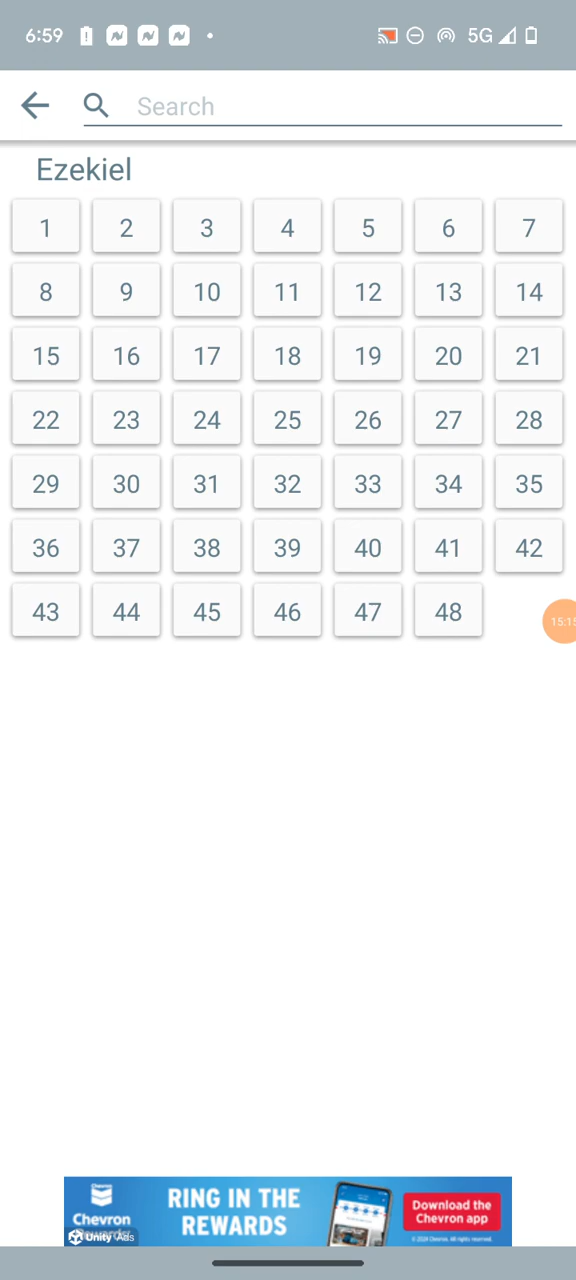 6:59
5G
Search
Ezekiel
1 2 3 4 5 6 7
8 9 10 11 12 13 14
15 16 17 18 19 20 21
22 23 24 25 26 27 28
29 30 31 32 33 34 35
36 37 38 39 40 41 42
43 44 45 46 47 48
15:15
Chevron
RING IN THE
REWARDS
Download the
Chevron app
Chevron
Unity Ads